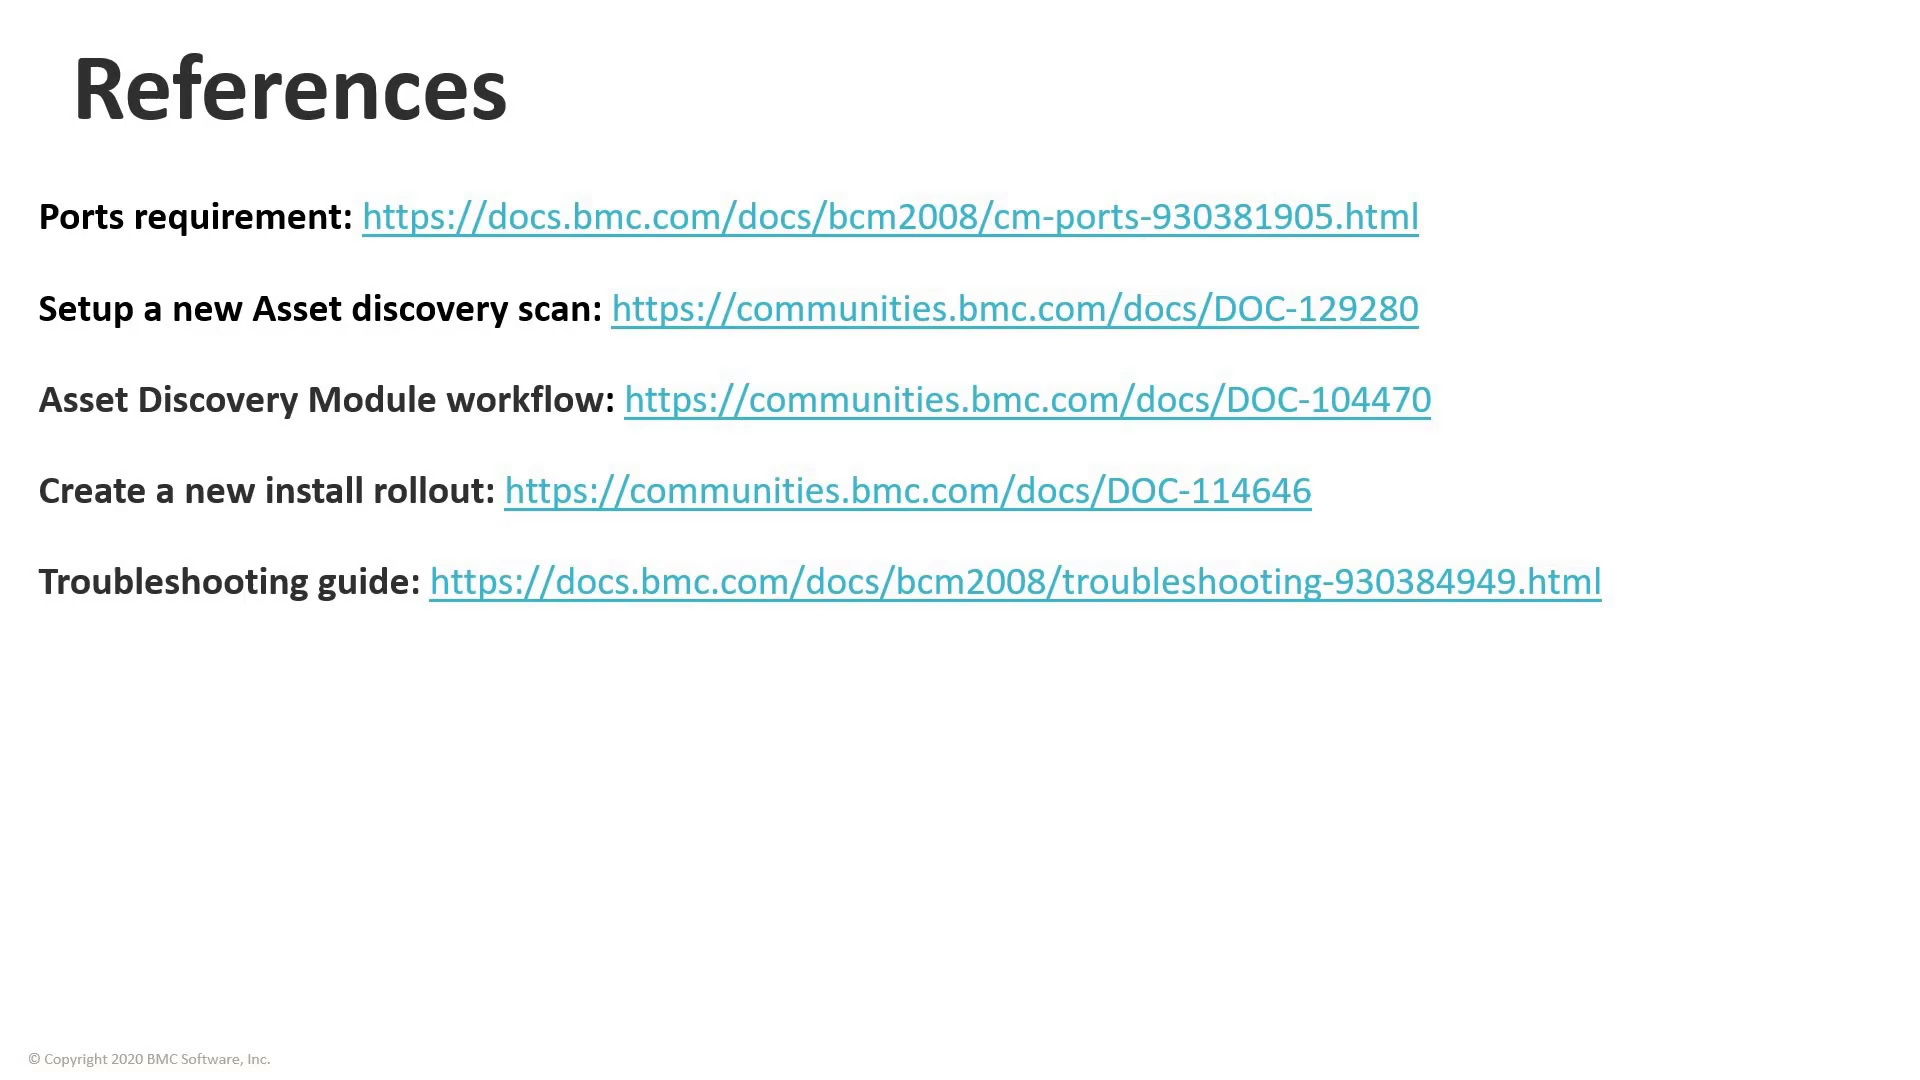 References
Ports requirement: https://docs.bmc.com/docs/bcm2008/cm-ports-930381905.html
Setup a new Asset discovery scan: https://communities.bmc.com/docs/DOC-129280
Asset Discovery Module workflow: https://communities.bmc.com/docs/DOC-104470
Create a new install rollout: https://communities.bmc.com/docs/DOC-114646
Troubleshooting guide: https://docs.bmc.com/docs/bcm2008/troubleshooting-930384949.html
© Copyright 2020 BMC Software, Inc.